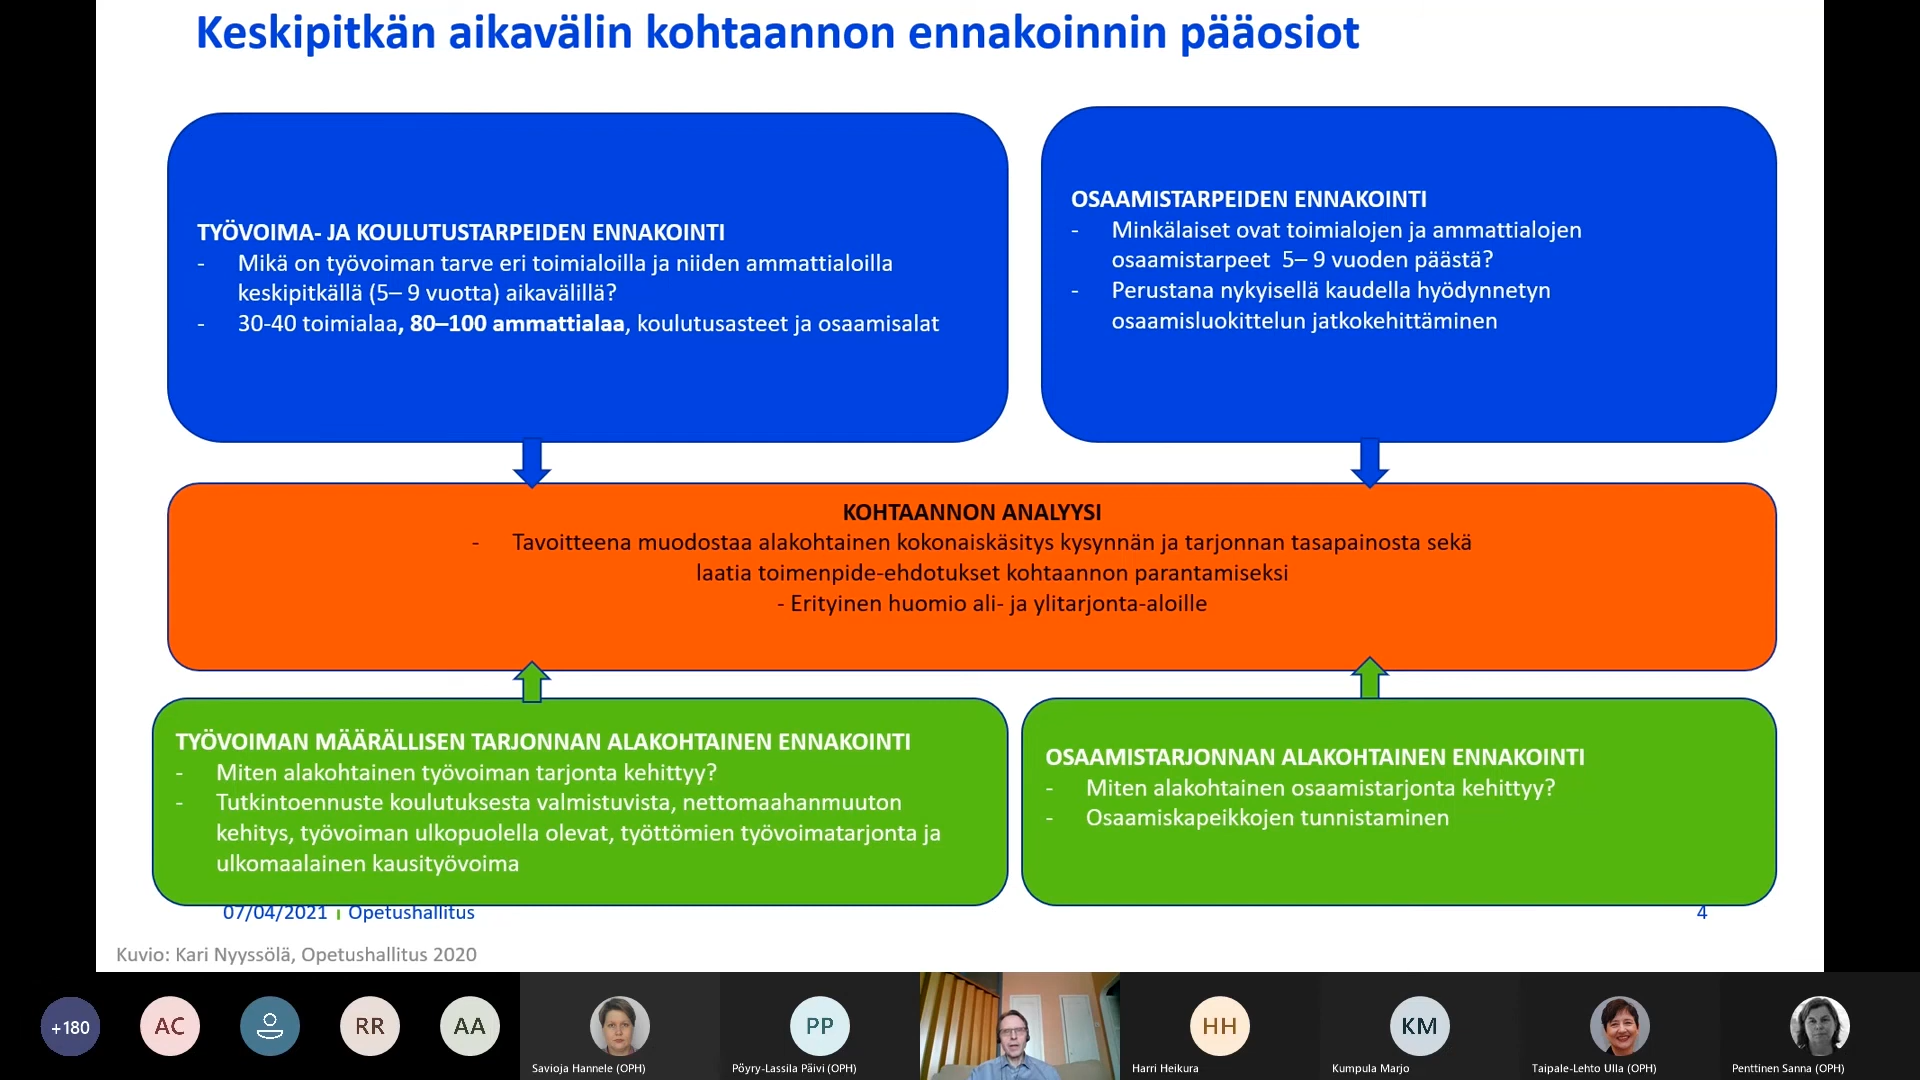 Keskipitkän aikavälin kohtaannon ennakoinnin pääosiot
TYÖVOIMA- JA KOULUTUSTARPEIDEN ENNAKOINTI
- Mikä on työvoiman tarve eri toimialoilla ja niiden ammattialoilla
keskipitkällä (5– 9 vuotta) aikavälillä?
- 30-40 toimialaa, 80–100 ammattialaa, koulutusasteet ja osaamisalat
OSAAMISTARPEIDEN ENNAKOINTI
- Minkälaiset ovat toimialojen ja ammattialojen
osaamistarpeet 5– 9 vuoden päästä?
- Perustana nykyisellä kaudella hyödynnetyn
osaamisluokittelun jatkokehittäminen
KOHTAANNON ANALYYSI
- Tavoitteena muodostaa alakohtainen kokonaiskäsitys kysynnän ja tarjonnan tasapainosta sekä
laatia toimenpide-ehdotukset kohtaannon parantamiseksi
- Erityinen huomio ali- ja ylitarjonta-aloille
TYÖVOIMAN MÄÄRÄLLISEN TARJONNAN ALAKOHTAINEN ENNAKOINTI
- Miten alakohtainen työvoiman tarjonta kehittyy?
- Tutkintoennuste koulutuksesta valmistuvista, nettomaahanmuuton
kehitys, työvoiman ulkopuolella olevat, työttömien työvoimatarjonta ja
ulkomaalainen kausityövoima
OSAAMISTARJONNAN ALAKOHTAINEN ENNAKOINTI
- Miten alakohtainen osaamistarjonta kehittyy?
- Osaamiskapeikkojen tunnistaminen
07/04/2021 Opetushallitus
4
Kuvio: Kari Nyyssölä, Opetushallitus 2020
+180
AC
RR
AA
Savioja Hannele (OPH)
PP
Pöyry-Lassila Päivi (OPH)
HH
Harri Heikura
KM
Kumpula Marjo
Taipale-Lehto Ulla (OPH)
Penttinen Sanna (OPH)